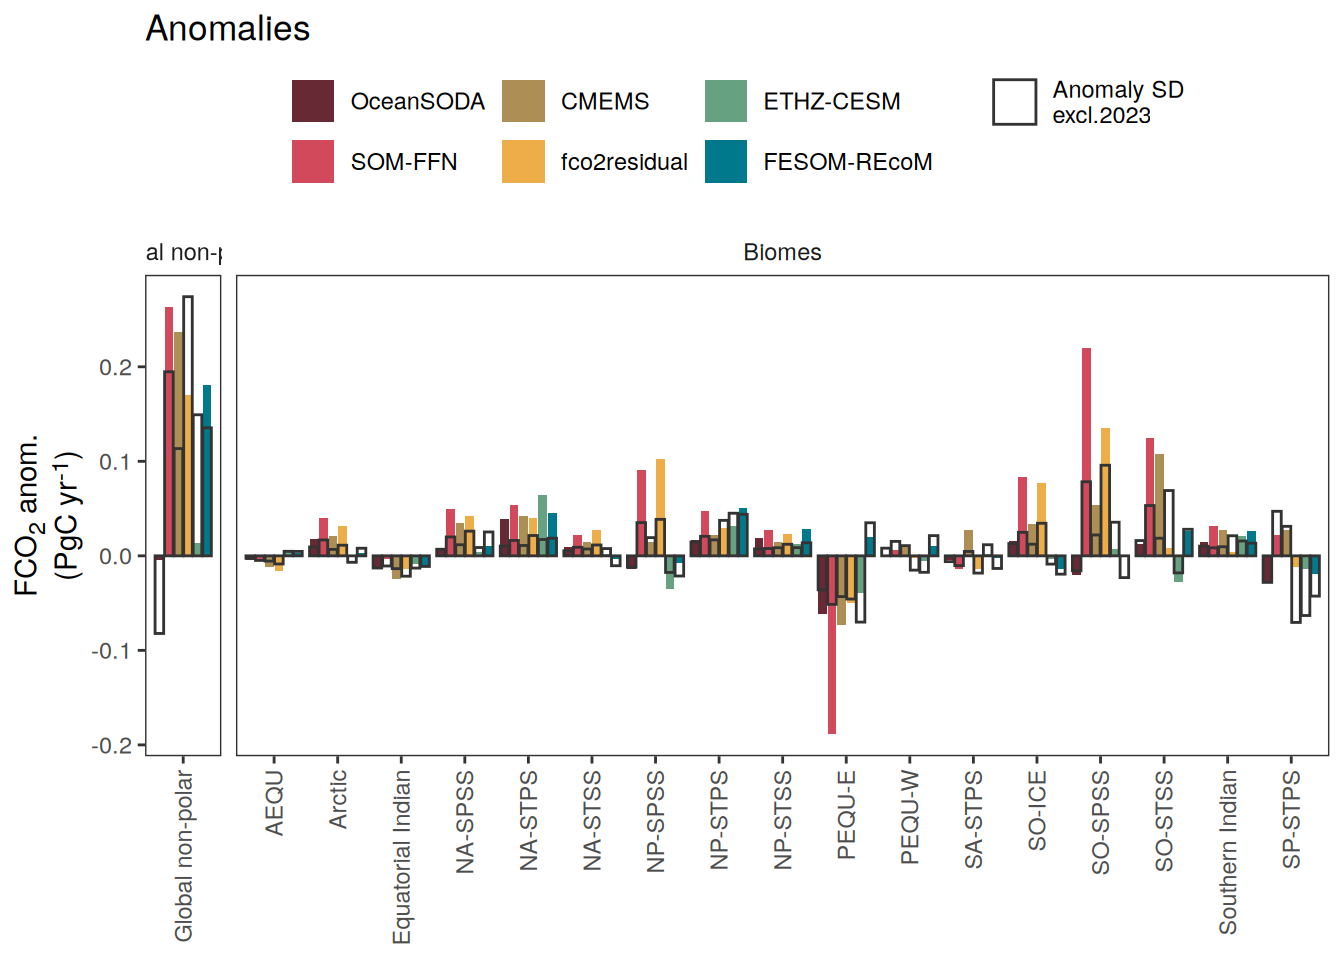 Anomalies
OceanSODA
CMEMS
ETHZ-CESM
Anomaly SD
excl.2023
SOM-FFN
fco2residual
FESOM-REcoM
al non-p
Biomes
FCO₂ anom.
(PgC yr⁻¹)
0.2
0.1
0.0
-0.1
-0.2
Global non-polar
AEQU
Arctic
Equatorial Indian
NA-SPSS
NA-STPS
NA-STSS
NP-SPSS
NP-STPS
NP-STSS
PEQU-E
PEQU-W
SA-STPS
SO-ICE
SO-SPSS
SO-STSS
Southern Indian
SP-STPS